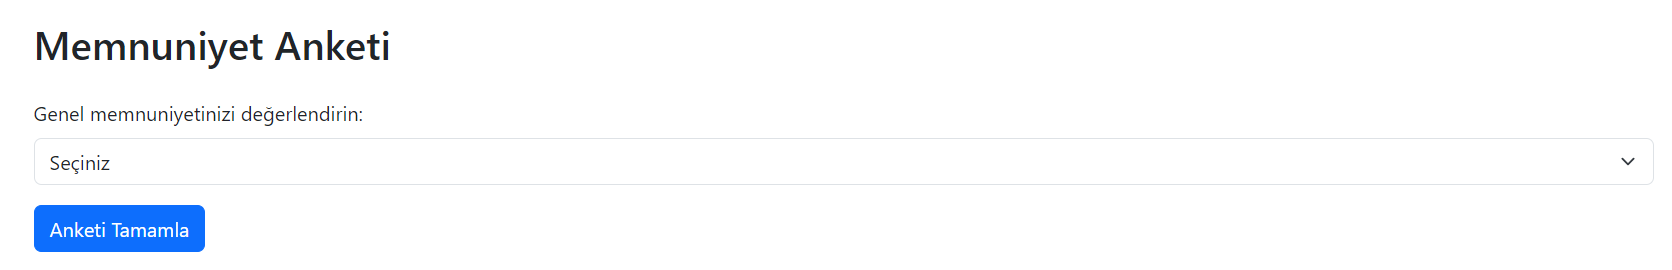 Memnuniyet Anketi
Genel memnuniyetinizi değerlendirin:
Seçiniz
Anketi Tamamla